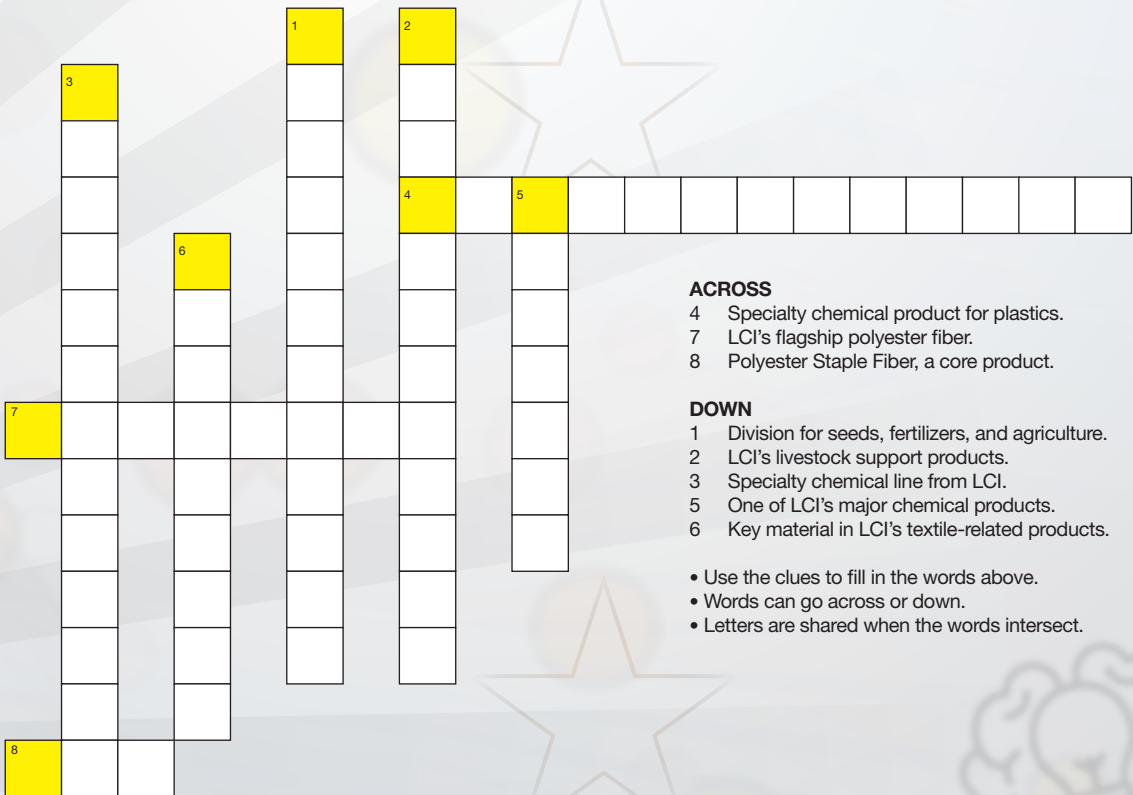 1
2
3
4
5
6
7
8
ACROSS
4 Specialty chemical product for plastics.
7 LCI’s flagship polyester fiber.
8 Polyester Staple Fiber, a core product.
DOWN
1 Division for seeds, fertilizers, and agriculture.
2 LCI’s livestock support products.
3 Specialty chemical line from LCI.
5 One of LCI’s major chemical products.
6 Key material in LCI’s textile-related products.
• Use the clues to fill in the words above.
• Words can go across or down.
• Letters are shared when the words intersect.